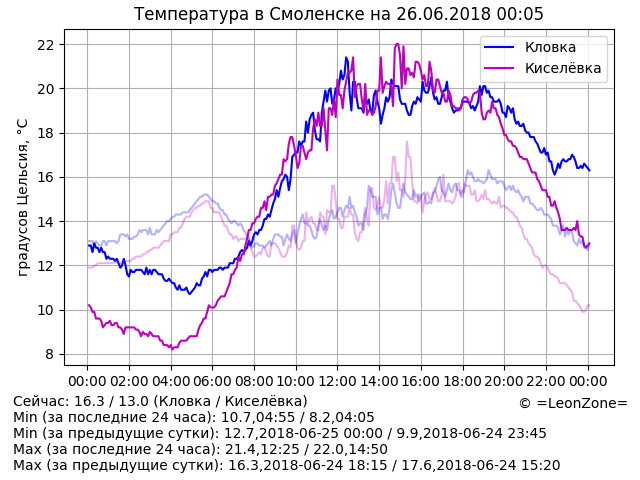 Температура в Смоленске на 26.06.2018 00:05
градусов Цельсия, °C
22
20
18
16
14
12
10
8
Кловка
Киселёвка
00:00 02:00 04:00 06:00 08:00 10:00 12:00 14:00 16:00 18:00 20:00 22:00 00:00
Сейчас: 16.3 / 13.0 (Кловка / Киселёвка)
© =LeonZone=
Min (за последние 24 часа): 10.7,04:55 / 8.2,04:05
Min (за предыдущие сутки): 12.7,2018-06-25 00:00 / 9.9,2018-06-24 23:45
Max (за последние 24 часа): 21.4,12:25 / 22.0,14:50
Max (за предыдущие сутки): 16.3,2018-06-24 18:15 / 17.6,2018-06-24 15:20